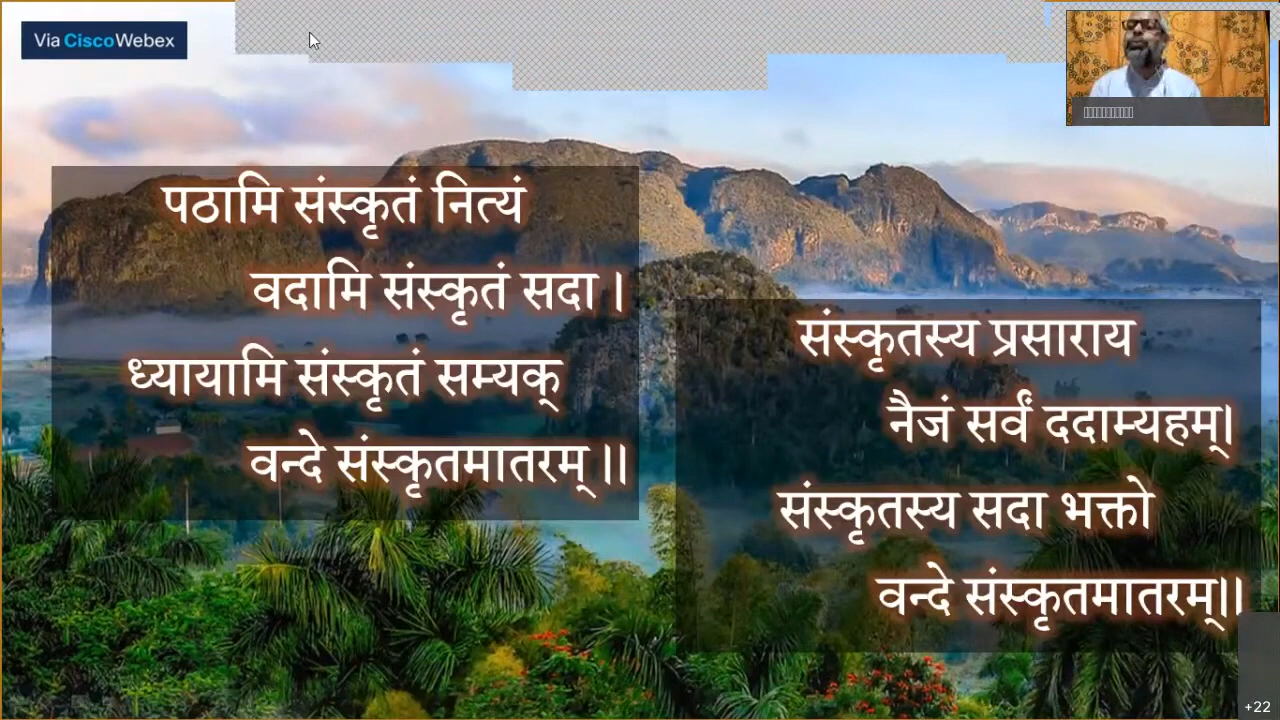 Via CiscoWebex
पठामि संस्कृतं नित्यं
वदामि संस्कृतं सदा ।
ध्यायामि संस्कृतं सम्यक्
वन्दे संस्कृतमातरम् ।।
संस्कृतस्य प्रसाराय
नैजं सर्वं ददाम्यहम्।
संस्कृतस्य सदा भक्तो
वन्दे संस्कृतमातरम्।।
+22